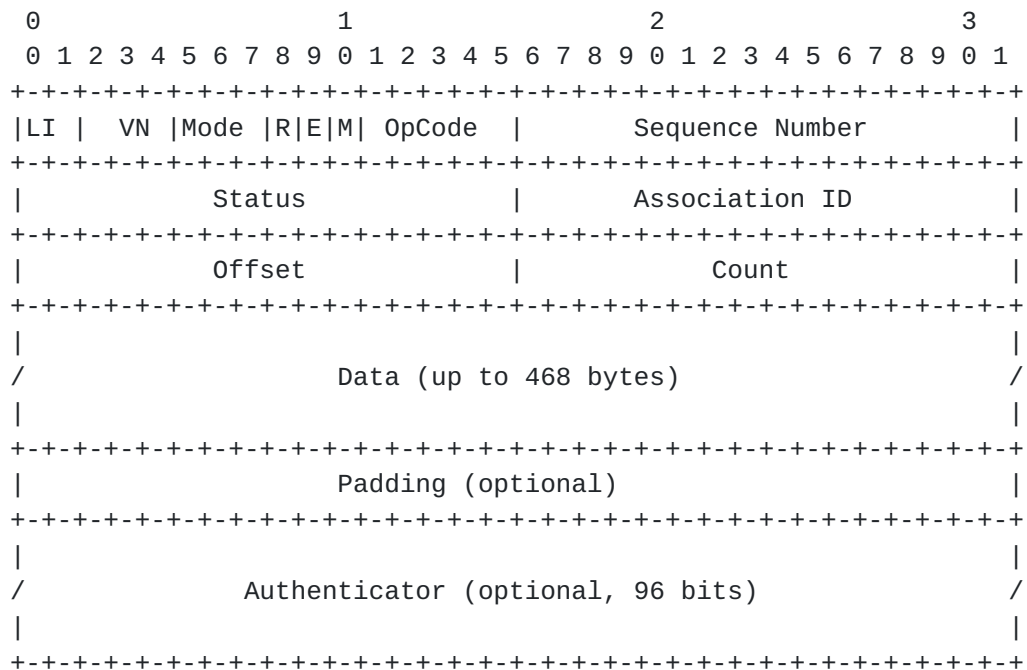 0                   1                   2                   3
 0 1 2 3 4 5 6 7 8 9 0 1 2 3 4 5 6 7 8 9 0 1 2 3 4 5 6 7 8 9 0 1
+-+-+-+-+-+-+-+-+-+-+-+-+-+-+-+-+-+-+-+-+-+-+-+-+-+-+-+-+-+-+-+-+
|LI |  VN |Mode |R|E|M| OpCode  |       Sequence Number         |
+-+-+-+-+-+-+-+-+-+-+-+-+-+-+-+-+-+-+-+-+-+-+-+-+-+-+-+-+-+-+-+-+
|            Status             |       Association ID          |
+-+-+-+-+-+-+-+-+-+-+-+-+-+-+-+-+-+-+-+-+-+-+-+-+-+-+-+-+-+-+-+-+
|            Offset             |            Count              |
+-+-+-+-+-+-+-+-+-+-+-+-+-+-+-+-+-+-+-+-+-+-+-+-+-+-+-+-+-+-+-+-+
|                                                               |
/                    Data (up to 468 bytes)                     /
|                                                               |
+-+-+-+-+-+-+-+-+-+-+-+-+-+-+-+-+-+-+-+-+-+-+-+-+-+-+-+-+-+-+-+-+
|                    Padding (optional)                         |
+-+-+-+-+-+-+-+-+-+-+-+-+-+-+-+-+-+-+-+-+-+-+-+-+-+-+-+-+-+-+-+-+
|                                                               |
/              Authenticator (optional, 96 bits)                /
|                                                               |
+-+-+-+-+-+-+-+-+-+-+-+-+-+-+-+-+-+-+-+-+-+-+-+-+-+-+-+-+-+-+-+-+